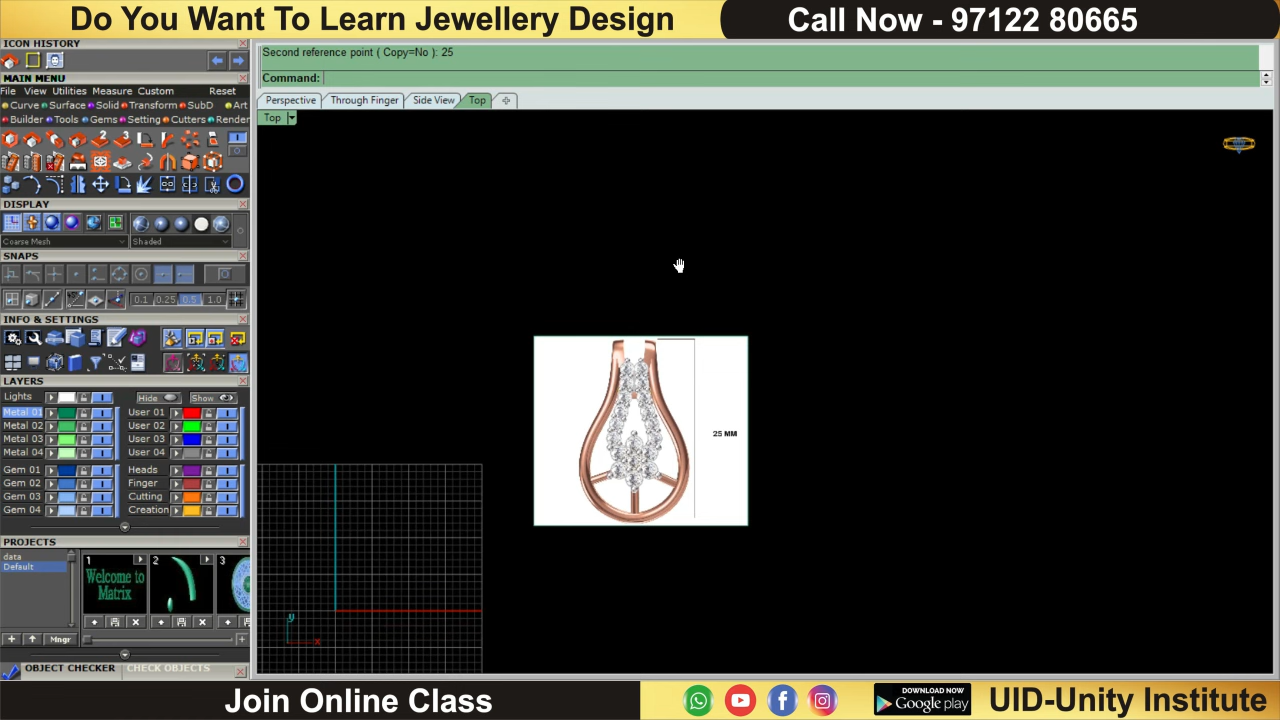 Do You Want To Learn Jewellery Design
Call Now - 97122 80665
ICON HISTORY
MAIN MENU
File View Utilities Measure Custom Reset
Curve Surface Solid Transform SubD Art
Builder Tools Gems Setting Cutters Render
2 3
DISPLAY
Coarse Mesh Shaded
SNAPS
0.1 0.25 0.5 1.0
INFO & SETTINGS
LAYERS
Lights Hide Show
Metal 01 User 01
Metal 02 User 02
Metal 03 User 03
Metal 04 User 04
Gem 01 Heads
Gem 02 Finger
Gem 03 Cutting
Gem 04 Creation
PROJECTS
data
Default
1 2 3
Welcome to
Matrix
Mngr
OBJECT CHECKER CHECK OBJECTS
Second reference point ( Copy=No ): 25
Command:
Perspective Through Finger Side View Top
Top
25 MM
y
x
Join Online Class
DOWNLOAD NOW
Google play
UID-Unity Institute